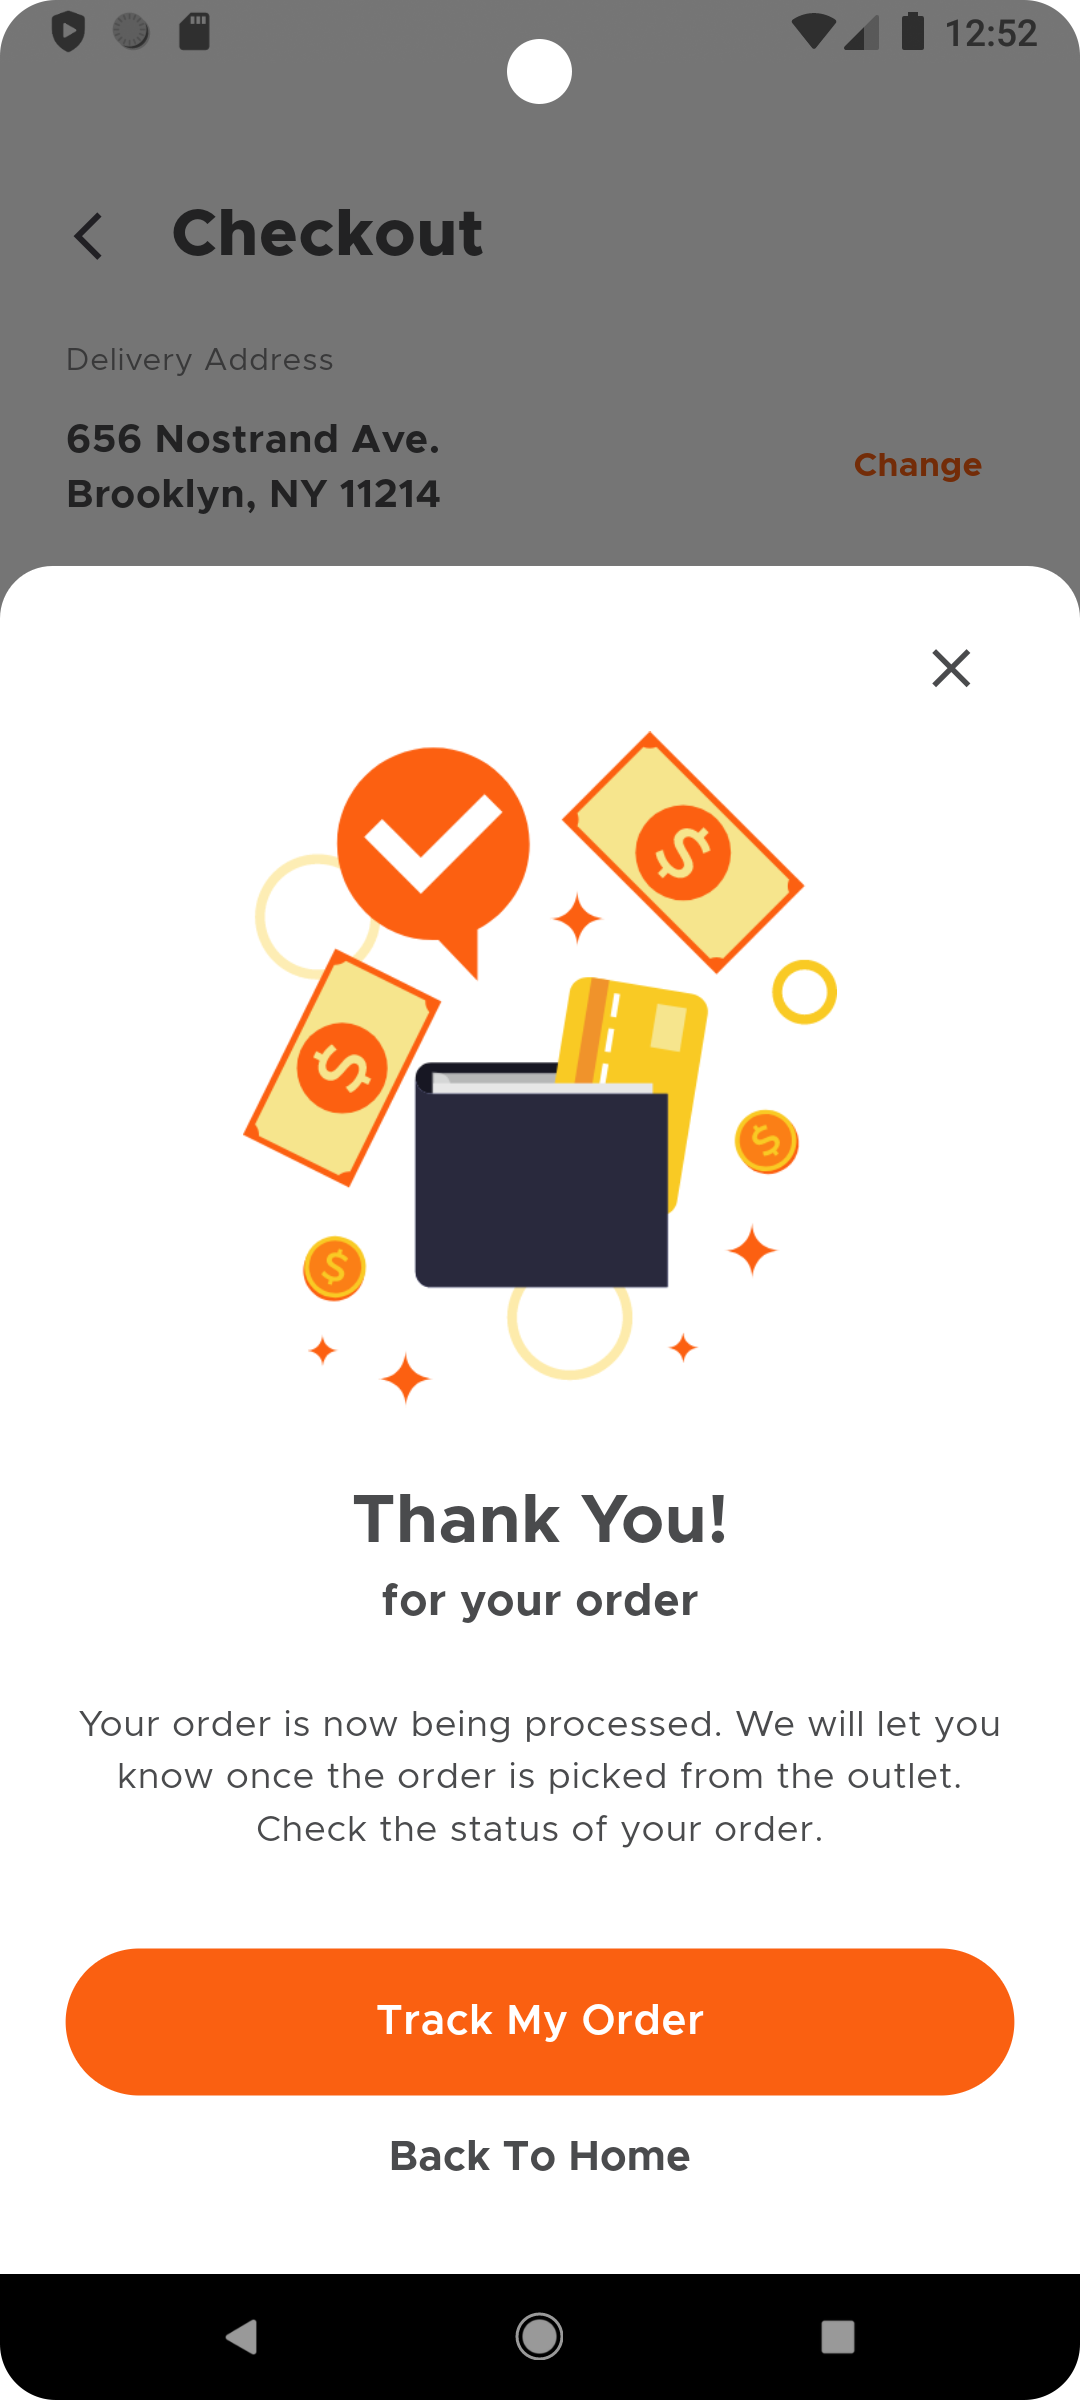 12:52
Checkout
Delivery Address
656 Nostrand Ave.
Brooklyn, NY 11214
Change
$
$
$
$
Thank You!
for your order
Your order is now being processed. We will let you
know once the order is picked from the outlet.
Check the status of your order.
Track My Order
Back To Home